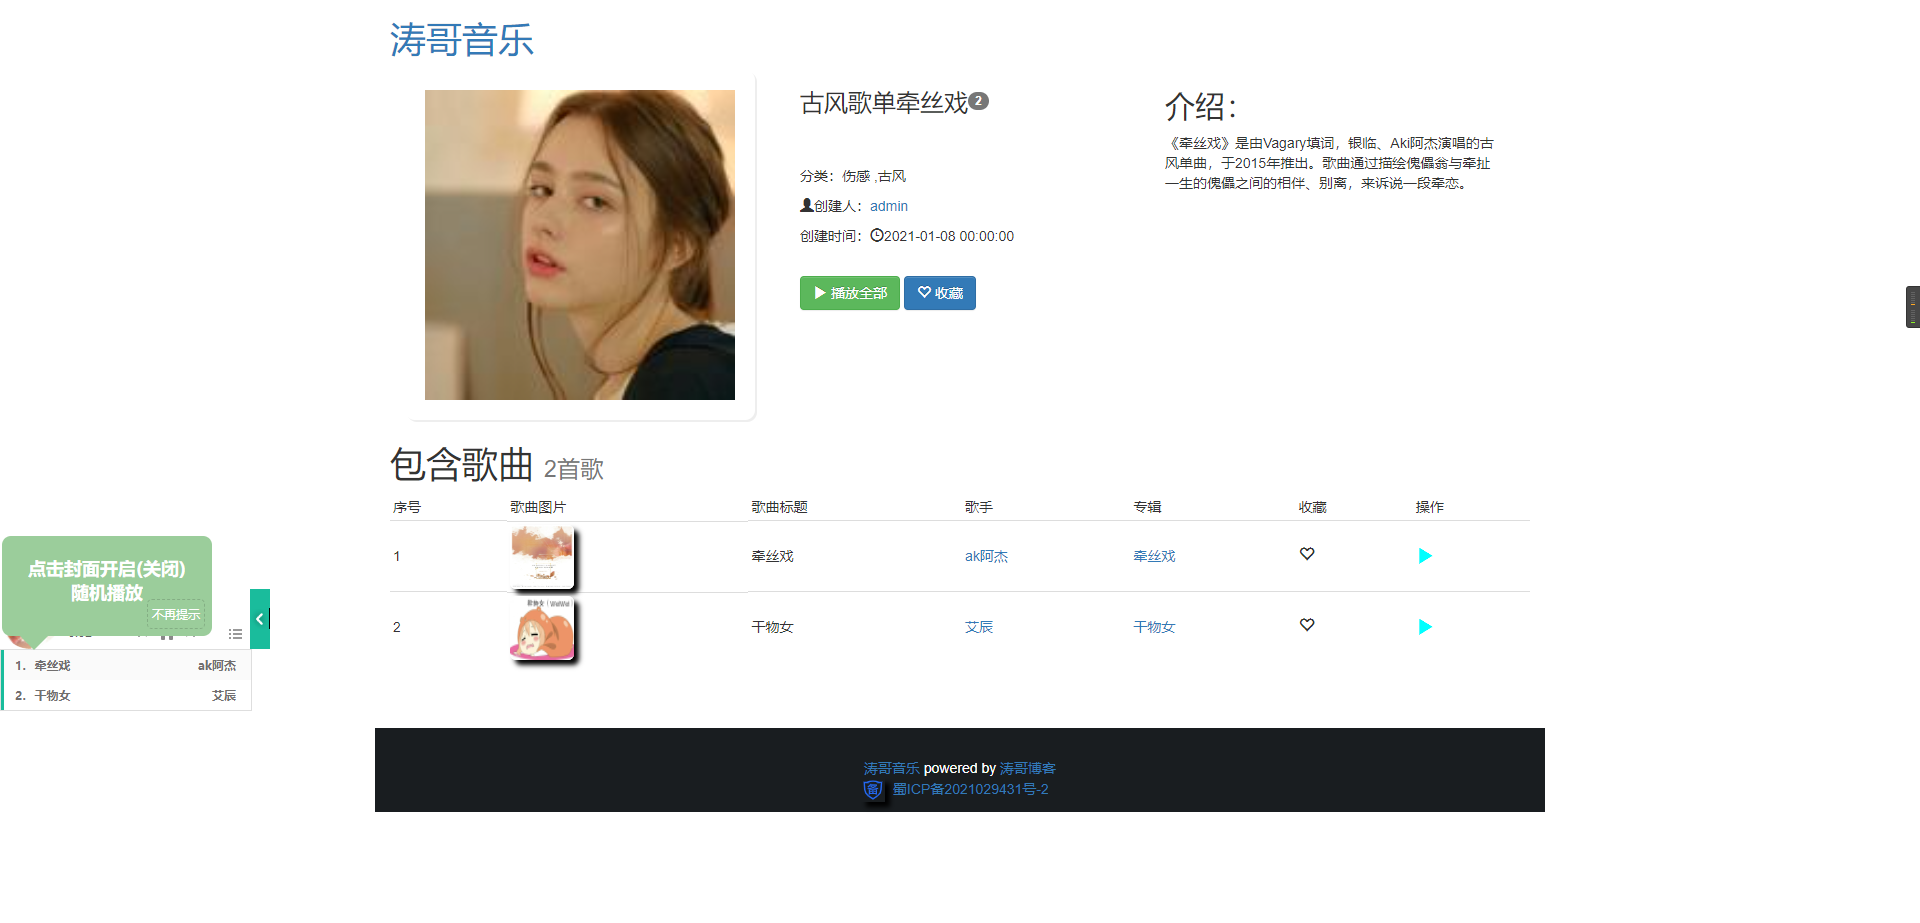 涛哥音乐
古风歌单牵丝戏2
分类：伤感 ,古风
创建人：admin
创建时间：2021-01-08 00:00:00
播放全部 收藏
介绍：
《牵丝戏》是由Vagary填词，银临、Aki阿杰演唱的古
风单曲，于2015年推出。歌曲通过描绘傀儡翁与牵扯
一生的傀儡之间的相伴、别离，来诉说一段牵恋。
包含歌曲 2首歌
序号 歌曲图片 歌曲标题 歌手 专辑 收藏 操作
1 牵丝戏 ak阿杰 牵丝戏
2 干物女 艾辰 干物女
点击封面开启(关闭)
随机播放
不再提示
1. 牵丝戏 ak阿杰
2. 干物女 艾辰
涛哥音乐 powered by 涛哥博客
蜀ICP备2021029431号-2